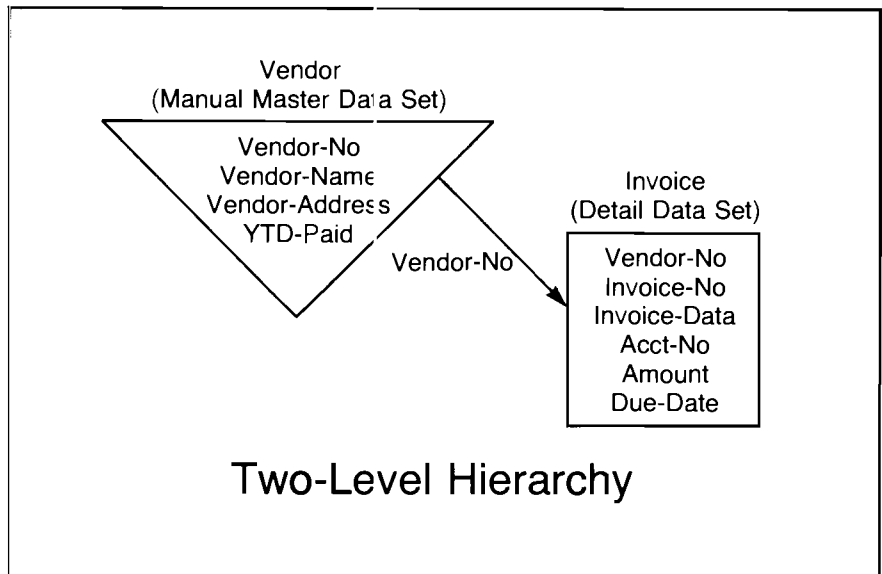 Vendor
(Manual Master Data Set)
Vendor-No
Vendor-Name
Vendor-Address
YTD-Paid
Vendor-No
Invoice
(Detail Data Set)
Vendor-No
Invoice-No
Invoice-Data
Acct-No
Amount
Due-Date
Two-Level Hierarchy